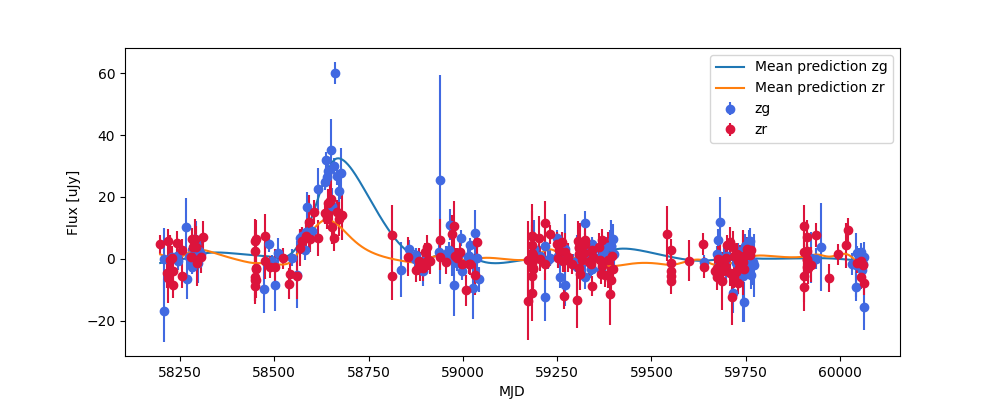 Mean prediction zg
Mean prediction zr
zg
zr
60
40
20
0
−20
Flux [uJy]
58250 58500 58750 59000 59250 59500 59750 60000
MJD